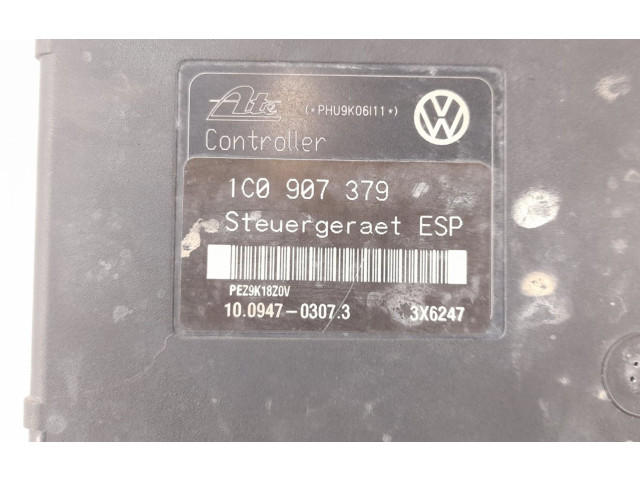 Ate (*PHU9K06I11*)
Controller
1C0 907 379
Steuergeraet ESP
PEZ9K18Z0V
10.0947-0307.3 3X6247